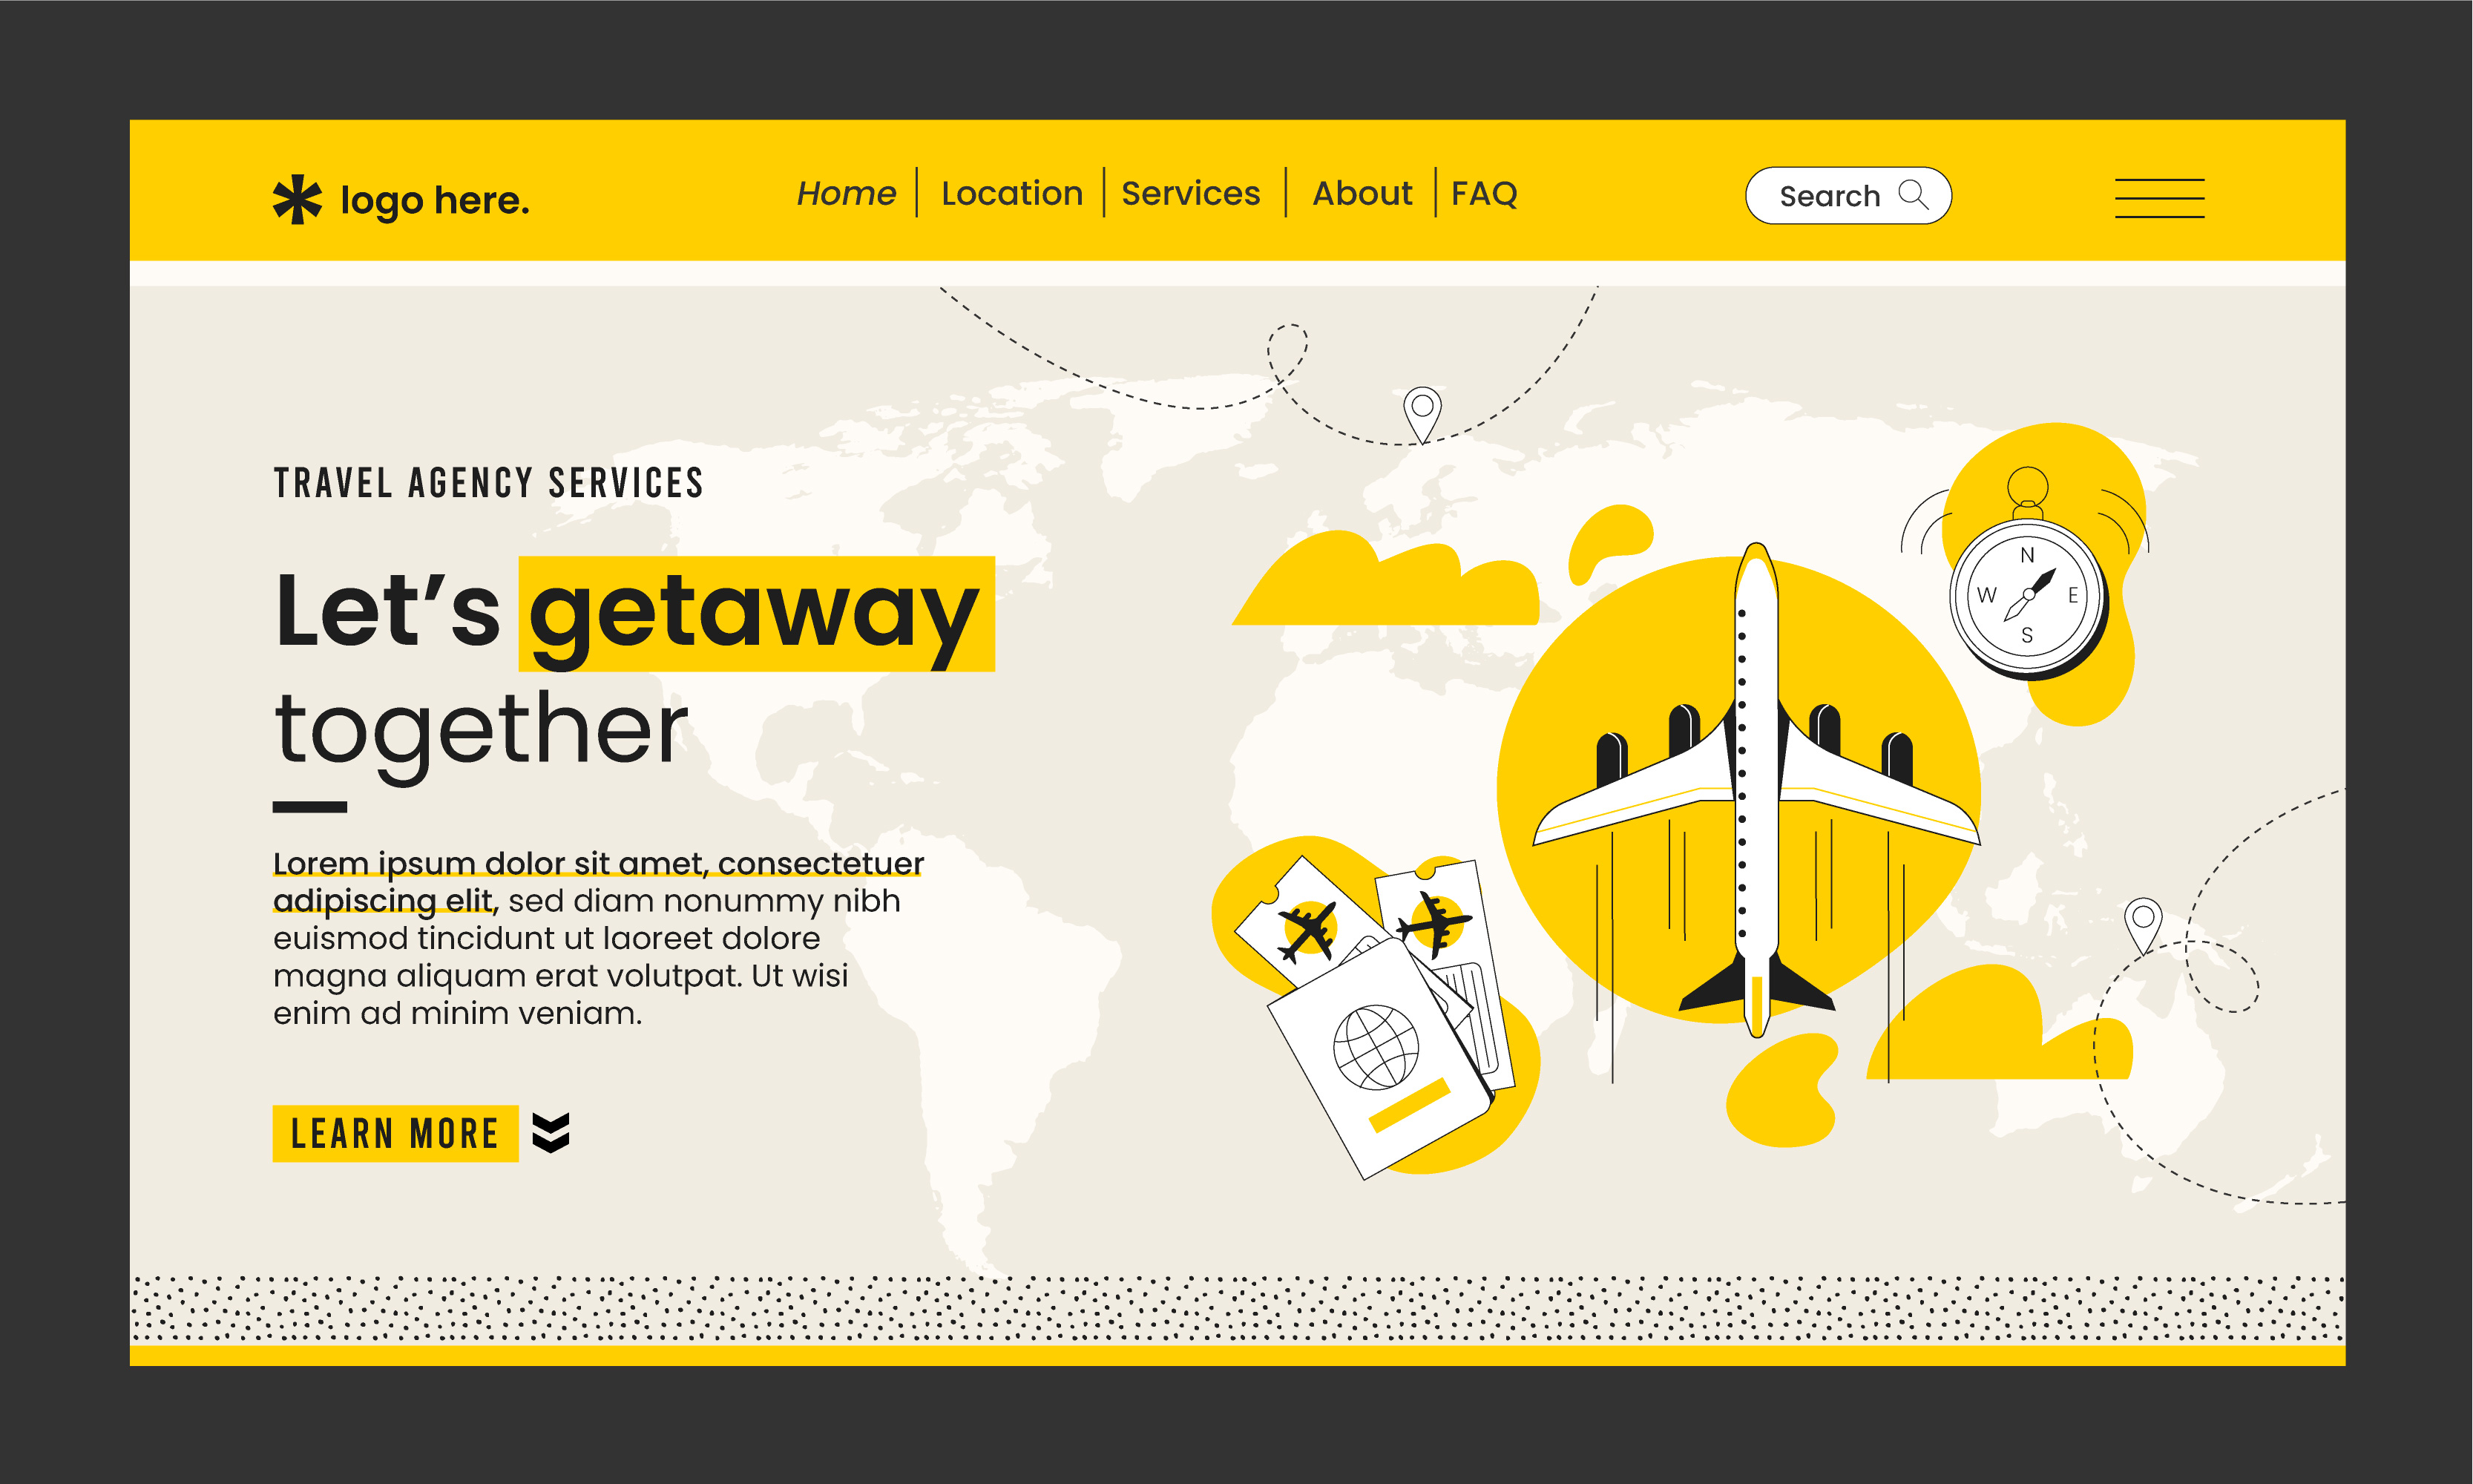 logo here.
Home Location Services About FAQ
Search
TRAVEL AGENCY SERVICES
Let’s getaway
together
Lorem ipsum dolor sit amet, consectetuer
adipiscing elit, sed diam nonummy nibh
euismod tincidunt ut laoreet dolore
magna aliquam erat volutpat. Ut wisi
enim ad minim veniam.
LEARN MORE
N
W E
S